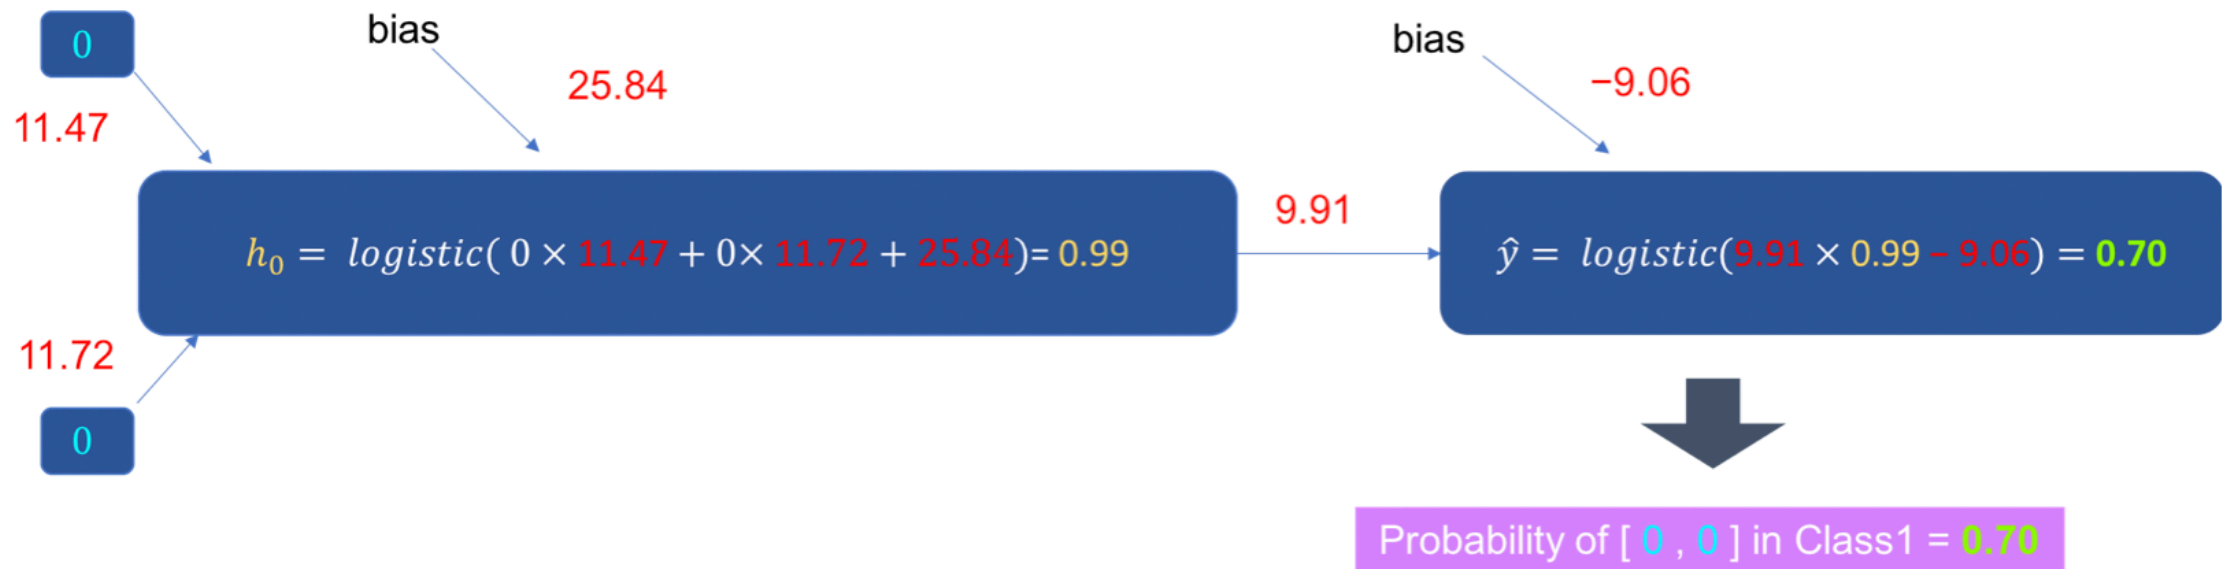 0
bias
bias
25.84
−9.06
11.47
9.91
h₀ = logistic( 0 × 11.47 + 0× 11.72 + 25.84)= 0.99
ŷ = logistic(9.91 × 0.99 − 9.06) = 0.70
11.72
0
Probability of [ 0 , 0 ] in Class1 = 0.70